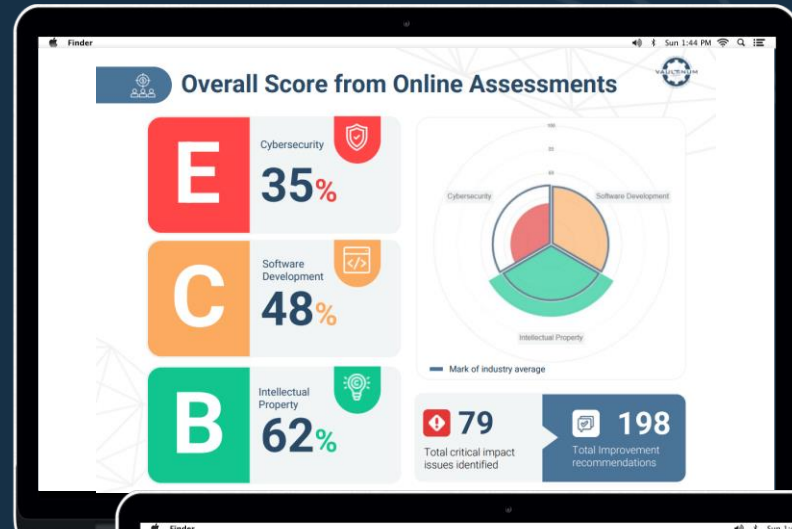 Finder
Sun 1:44 PM
Overall Score from Online Assessments
VAULTINUM
E
Cybersecurity
35%
C
Software
Development
48%
B
Intellectual
Property
62%
100
Cybersecurity
Software Development
Intellectual Property
Mark of industry average
79
Total critical impact
issues identified
198
Total Improvement
recommendations
Finder